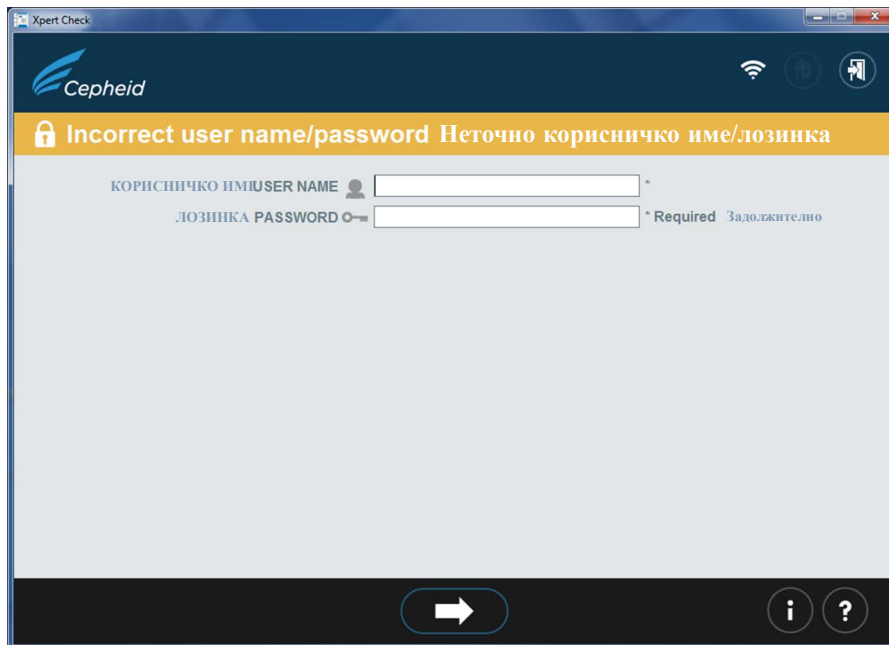 Xpert Check
Cepheid
Incorrect user name/password Неточно корисничко име/лозинка
КОРИСНИЧКО ИМЕ USER NAME *
ЛОЗИНКА PASSWORD * Required Задолжително
i ?